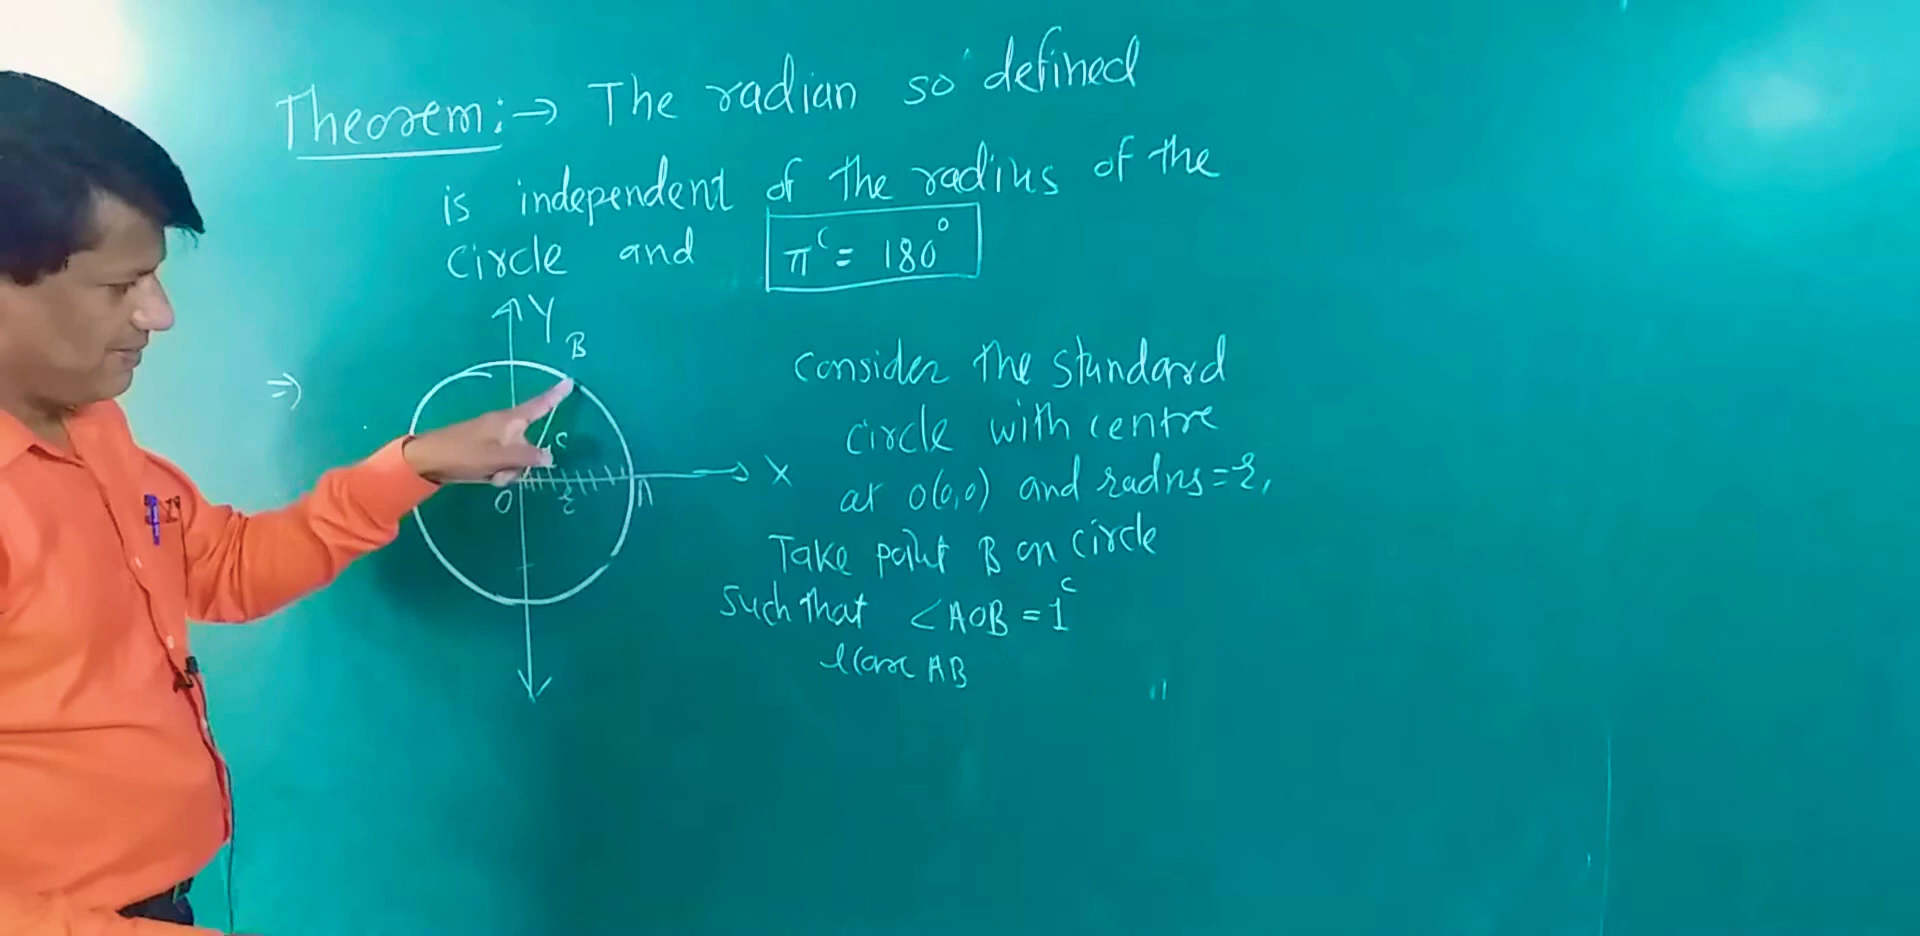 Theorem:→ The radian so defined
is independent of the radius of the
circle and π^c = 180°
Y
B
⇒)
Consider the standard
circle with centre
1^c
X
O
r
A
at O(0,0) and radius = r,
Take point B on circle
such that ∠AOB = 1^c
l(arc AB